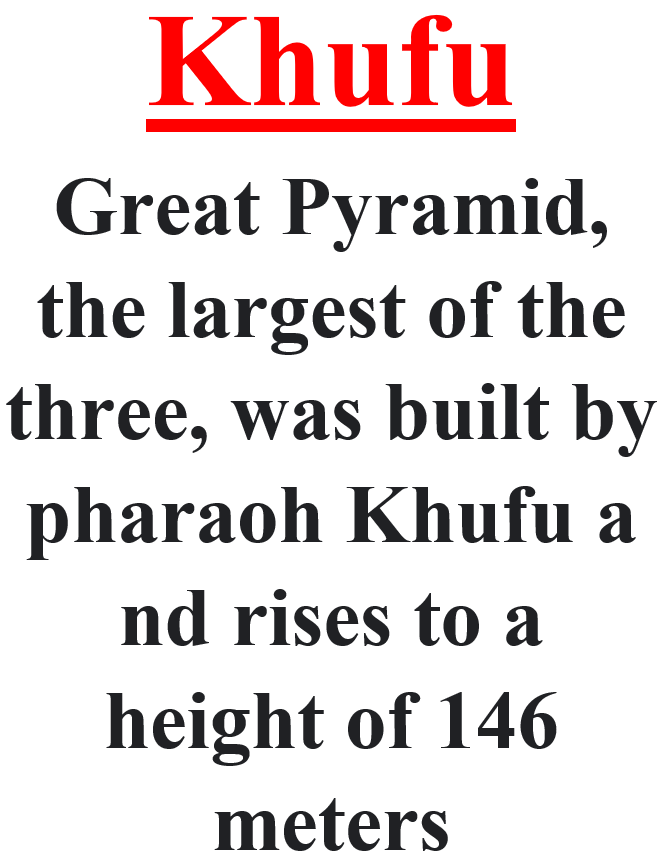 Khufu
Great Pyramid,
the largest of the
three, was built by
pharaoh Khufu a
nd rises to a
height of 146
meters